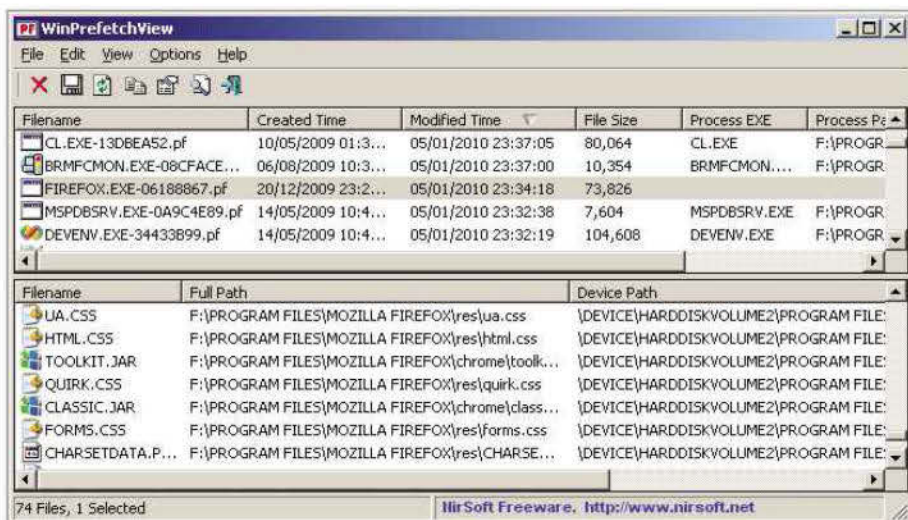 WinPrefetchView
File Edit View Options Help
Filename Created Time Modified Time File Size Process EXE Process Pa
CL.EXE-13DBEA52.pf 10/05/2009 01:3... 05/01/2010 23:37:05 80,064 CL.EXE F:\PROGR
BRMFCMON.EXE-08CFACE... 06/08/2009 10:3... 05/01/2010 23:37:00 10,354 BRMFCMON....  F:\PROGR
FIREFOX.EXE-06188867.pf 20/12/2009 23:2... 05/01/2010 23:34:18 73,826
MSPDBSRV.EXE-0A9C4E89.pf 14/05/2009 10:4... 05/01/2010 23:32:38 7,604 MSPDBSRV.EXE F:\PROGR
DEVENV.EXE-34433B99.pf 14/05/2009 10:4... 05/01/2010 23:32:19 104,608 DEVENV.EXE F:\PROGR
Filename Full Path Device Path
UA.CSS F:\PROGRAM FILES\MOZILLA FIREFOX\res\ua.css \DEVICE\HARDDISKVOLUME2\PROGRAM FILE
HTML.CSS F:\PROGRAM FILES\MOZILLA FIREFOX\res\html.css \DEVICE\HARDDISKVOLUME2\PROGRAM FILE
TOOLKIT.JAR F:\PROGRAM FILES\MOZILLA FIREFOX\chrome\toolk... \DEVICE\HARDDISKVOLUME2\PROGRAM FILE
QUIRK.CSS F:\PROGRAM FILES\MOZILLA FIREFOX\res\quirk.css \DEVICE\HARDDISKVOLUME2\PROGRAM FILE
CLASSIC.JAR F:\PROGRAM FILES\MOZILLA FIREFOX\chrome\class... \DEVICE\HARDDISKVOLUME2\PROGRAM FILE
FORMS.CSS F:\PROGRAM FILES\MOZILLA FIREFOX\res\forms.css \DEVICE\HARDDISKVOLUME2\PROGRAM FILE
CHARSETDATA.P... F:\PROGRAM FILES\MOZILLA FIREFOX\res\CHARSE... \DEVICE\HARDDISKVOLUME2\PROGRAM FILE
74 Files, 1 Selected NirSoft Freeware. http://www.nirsoft.net